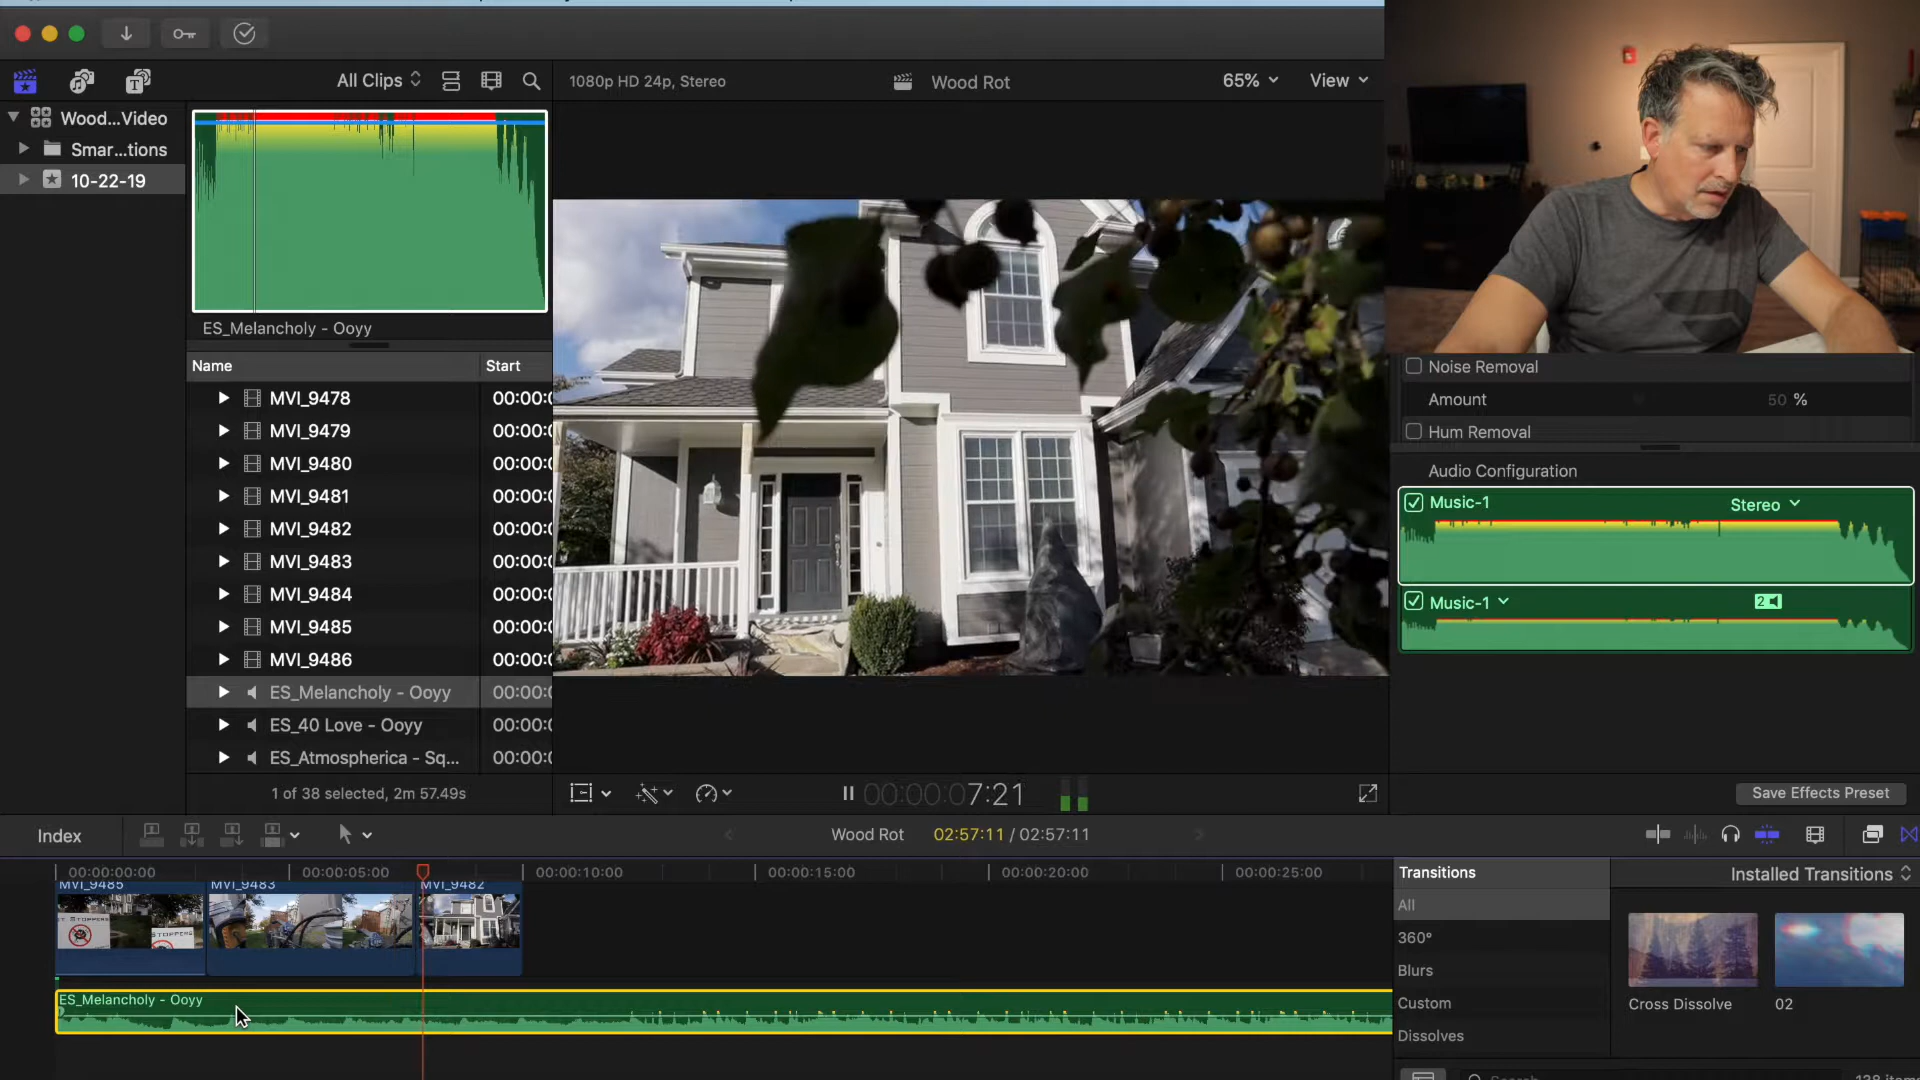 All Clips
1080p HD 24p, Stereo
Wood Rot
65%
View
Wood...Video
Smar...tions
10-22-19
ES_Melancholy - Ooyy
Name
Start
MVI_9478
00:00:0
MVI_9479
00:00:0
MVI_9480
00:00:0
MVI_9481
00:00:0
MVI_9482
00:00:0
MVI_9483
00:00:0
MVI_9484
00:00:0
MVI_9485
00:00:0
MVI_9486
00:00:0
ES_Melancholy - Ooyy
00:00:0
ES_40 Love - Ooyy
00:00:0
ES_Atmospherica - Sq...
00:00:0
1 of 38 selected, 2m 57.49s
00:00:07:21
Noise Removal
Amount
50 %
Hum Removal
Audio Configuration
Music-1
Stereo
Music-1
2
Save Effects Preset
Index
Wood Rot
02:57:11 / 02:57:11
00:00:00:00
00:00:05:00
00:00:10:00
00:00:15:00
00:00:20:00
00:00:25:00
MVI_9485
MVI_9483
MVI_9482
STOPPERS
ES_Melancholy - Ooyy
Transitions
Installed Transitions
All
360°
Blurs
Custom
Dissolves
Cross Dissolve
02